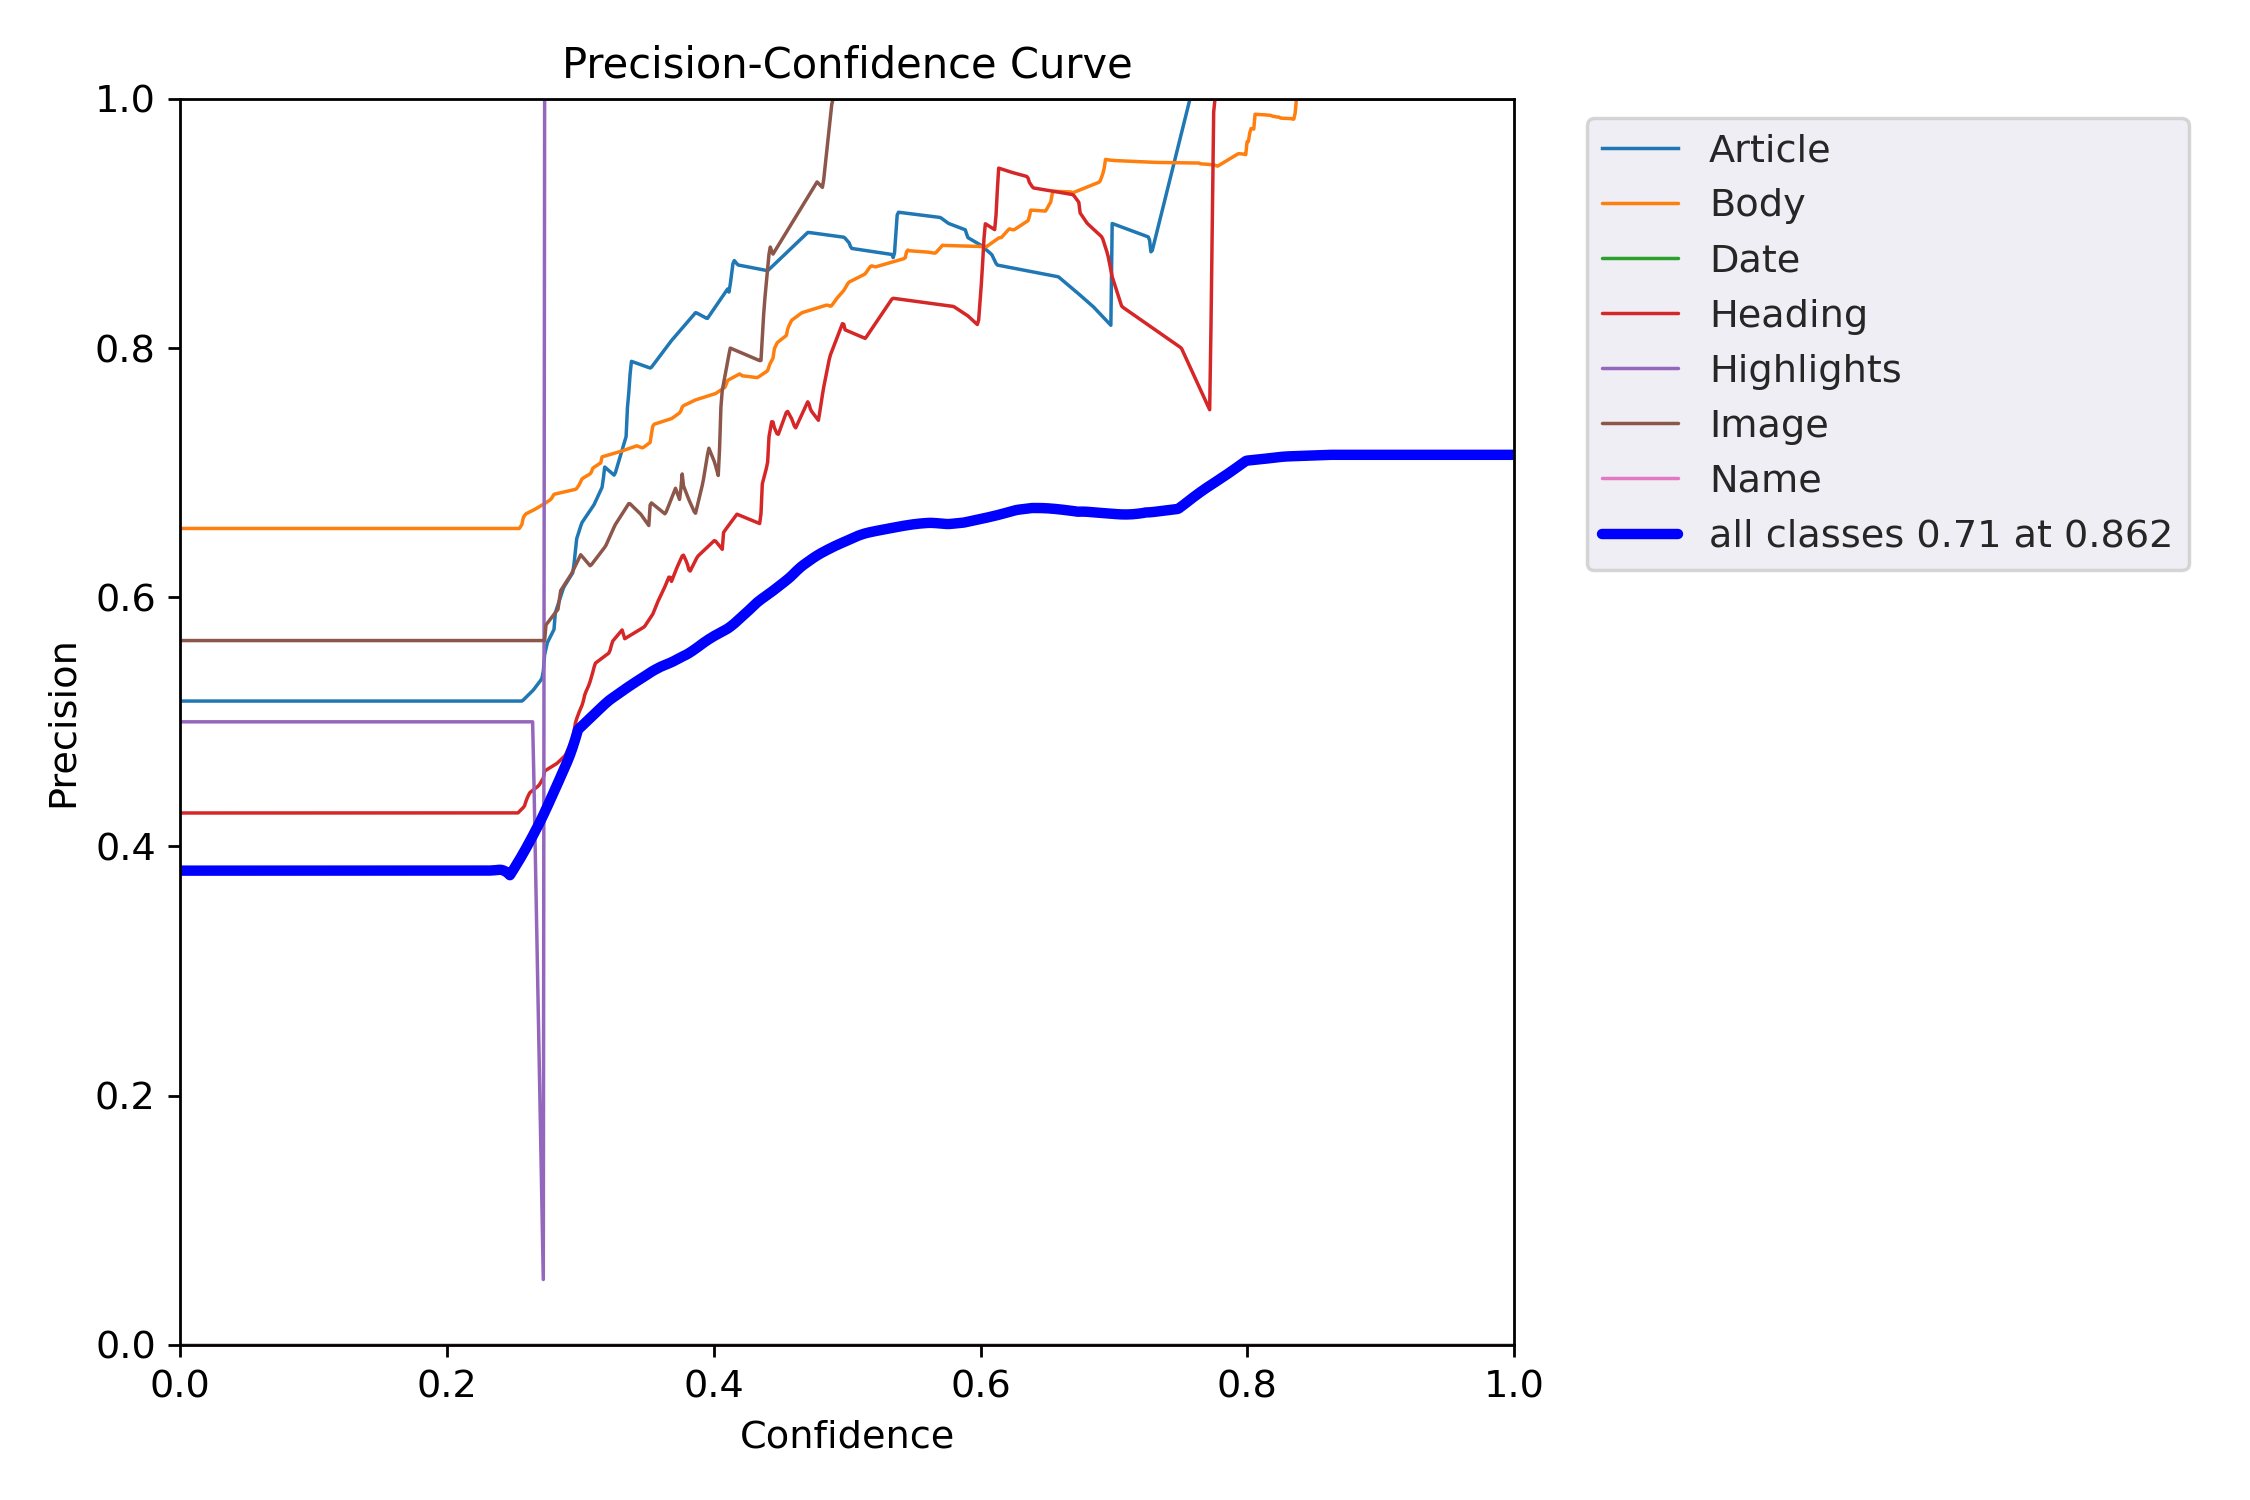 Precision-Confidence Curve
1.0
0.8
0.6
0.4
0.2
0.0
Precision
0.0 0.2 0.4 0.6 0.8 1.0
Confidence
Article
Body
Date
Heading
Highlights
Image
Name
all classes 0.71 at 0.862